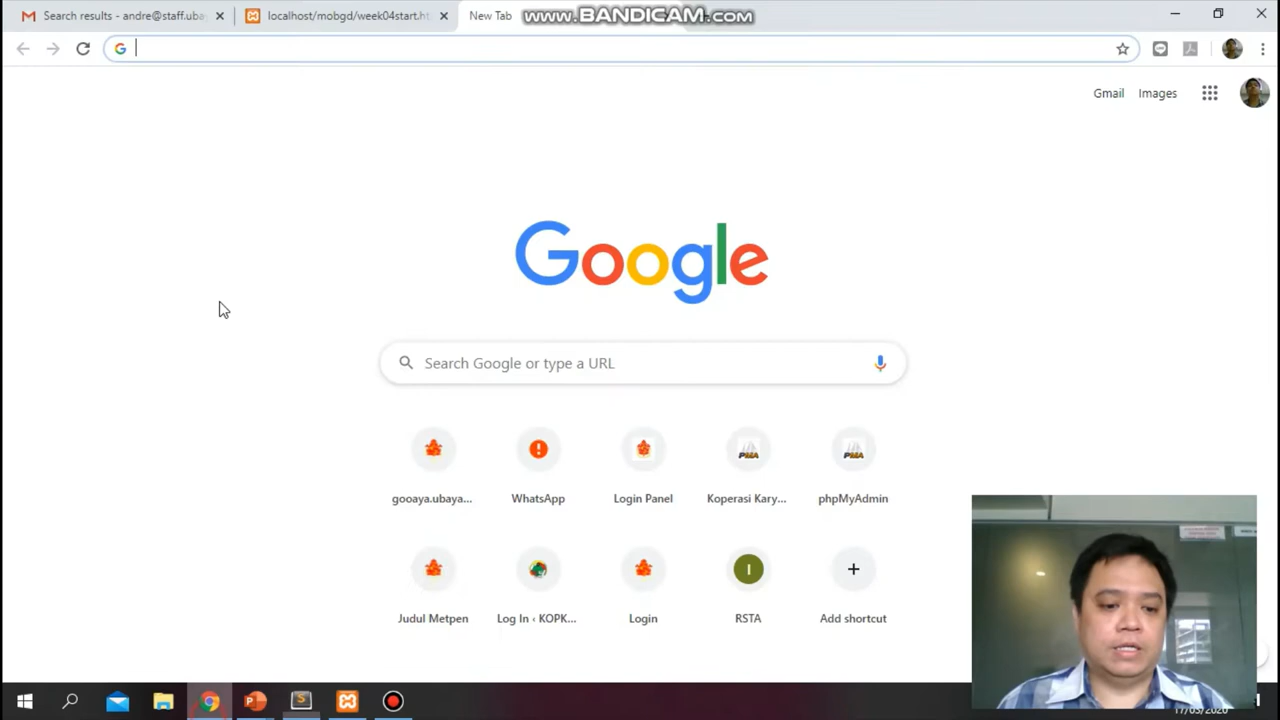 Search results - andre@staff.uba
localhost/mobgd/week04start.ht
New Tab
www.BANDICAM.com
Gmail
Images
Google
Search Google or type a URL
gooaya.ubaya...
WhatsApp
Login Panel
Koperasi Kary...
phpMyAdmin
PMA
PMA
I
Judul Metpen
Log In ‹ KOPK...
Login
RSTA
Add shortcut